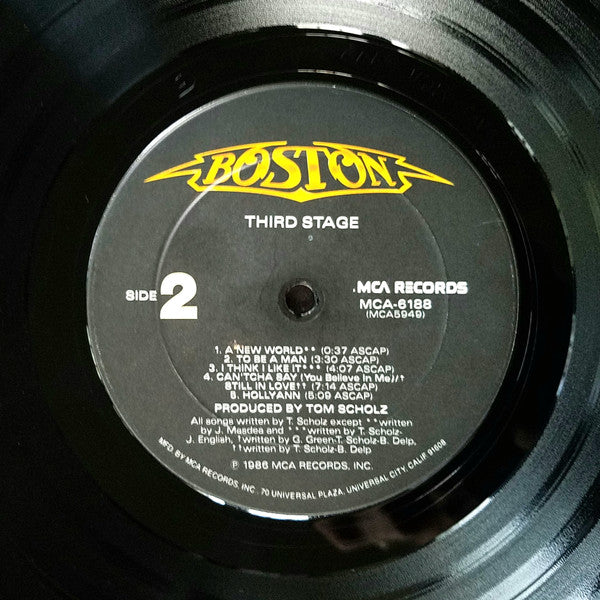 BOSTON
THIRD STAGE
SIDE 2
MCA RECORDS
MCA-6188
(MCA5949)
1. A NEW WORLD** (0:37 ASCAP)
2. TO BE A MAN (3:30 ASCAP)
3. I THINK I LIKE IT*** (4:07 ASCAP)
4. CAN'TCHA SAY (You Believe In Me)/†
STILL IN LOVE†† (7:14 ASCAP)
5. HOLLYANN (5:09 ASCAP)
PRODUCED BY TOM SCHOLZ
All songs written by T. Scholz except **written
by J. Masdea and ***written by T. Scholz-
J. English, †written by G. Green-T. Scholz-B. Delp,
††written by T. Scholz-B. Delp
℗ 1986 MCA RECORDS, INC.
MFD. BY MCA RECORDS, INC. 70 UNIVERSAL PLAZA, UNIVERSAL CITY, CALIF 91608